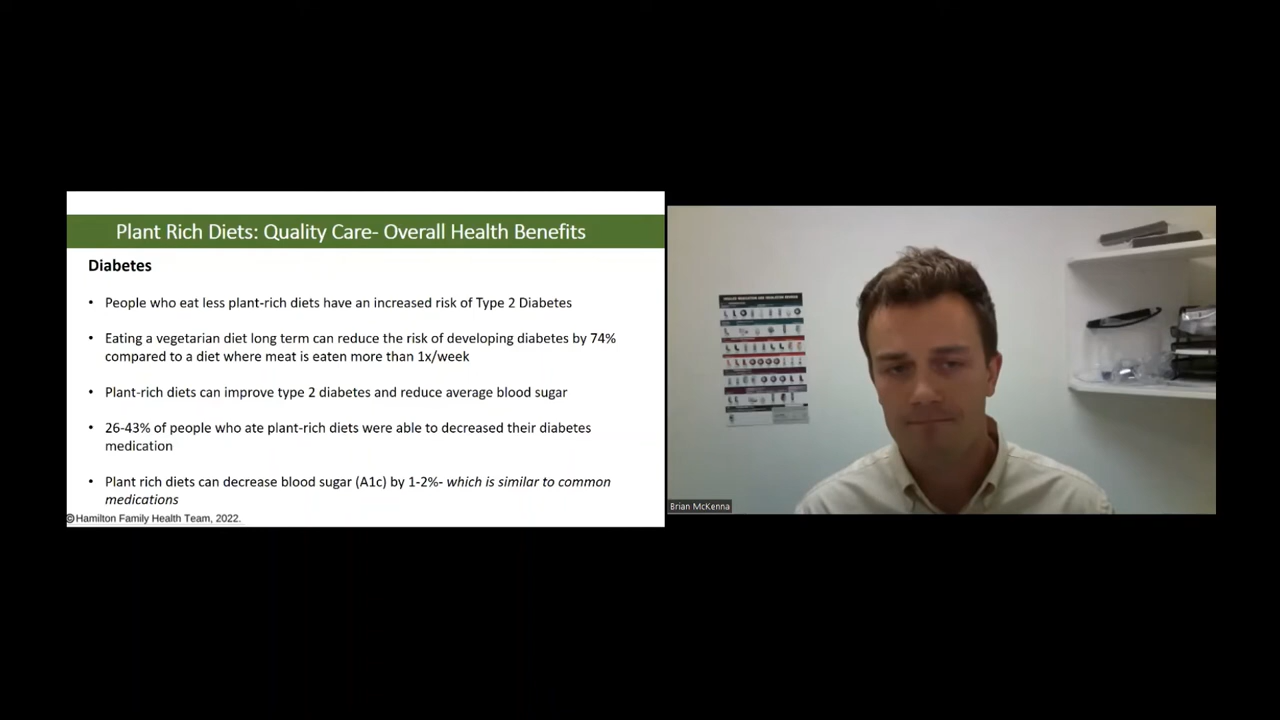 Plant Rich Diets: Quality Care- Overall Health Benefits
Diabetes
• People who eat less plant-rich diets have an increased risk of Type 2 Diabetes
• Eating a vegetarian diet long term can reduce the risk of developing diabetes by 74%
compared to a diet where meat is eaten more than 1x/week
• Plant-rich diets can improve type 2 diabetes and reduce average blood sugar
• 26-43% of people who ate plant-rich diets were able to decreased their diabetes
medication
• Plant rich diets can decrease blood sugar (A1c) by 1-2%- which is similar to common
medications
©Hamilton Family Health Team, 2022.
Brian McKenna